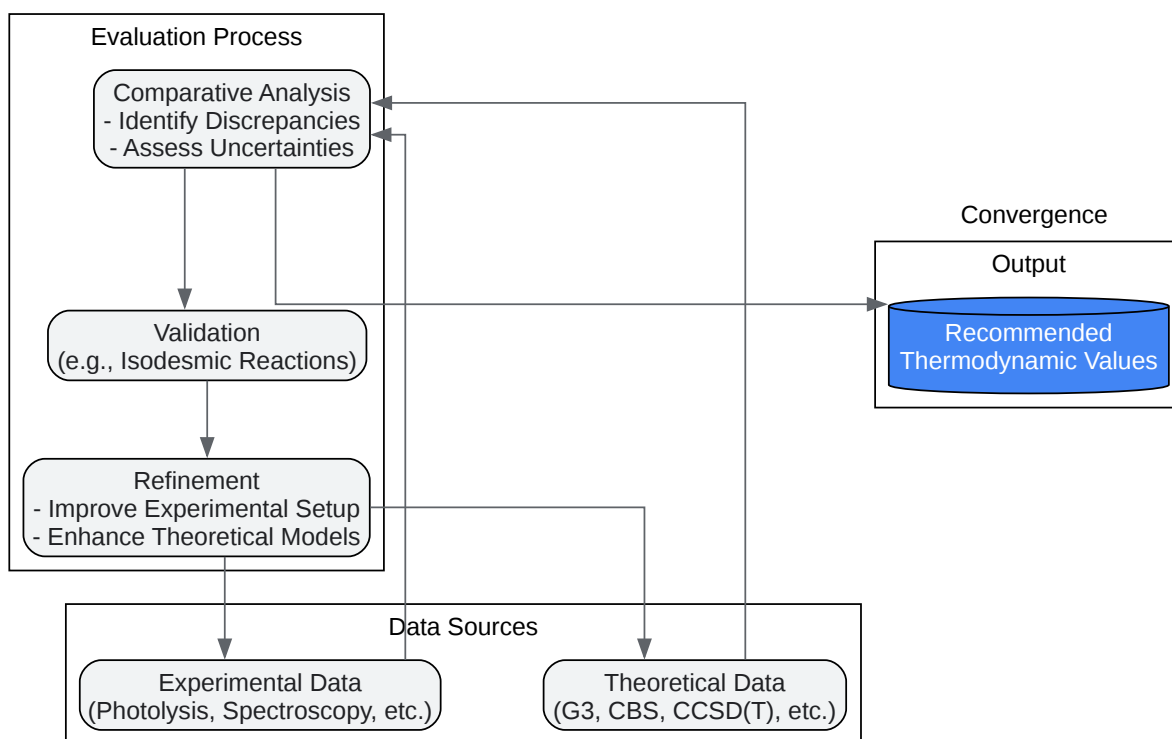 Evaluation Process
Comparative Analysis
- Identify Discrepancies
- Assess Uncertainties
Validation
(e.g., Isodesmic Reactions)
Refinement
- Improve Experimental Setup
- Enhance Theoretical Models
Convergence
Output
Recommended
Thermodynamic Values
Data Sources
Experimental Data
(Photolysis, Spectroscopy, etc.)
Theoretical Data
(G3, CBS, CCSD(T), etc.)